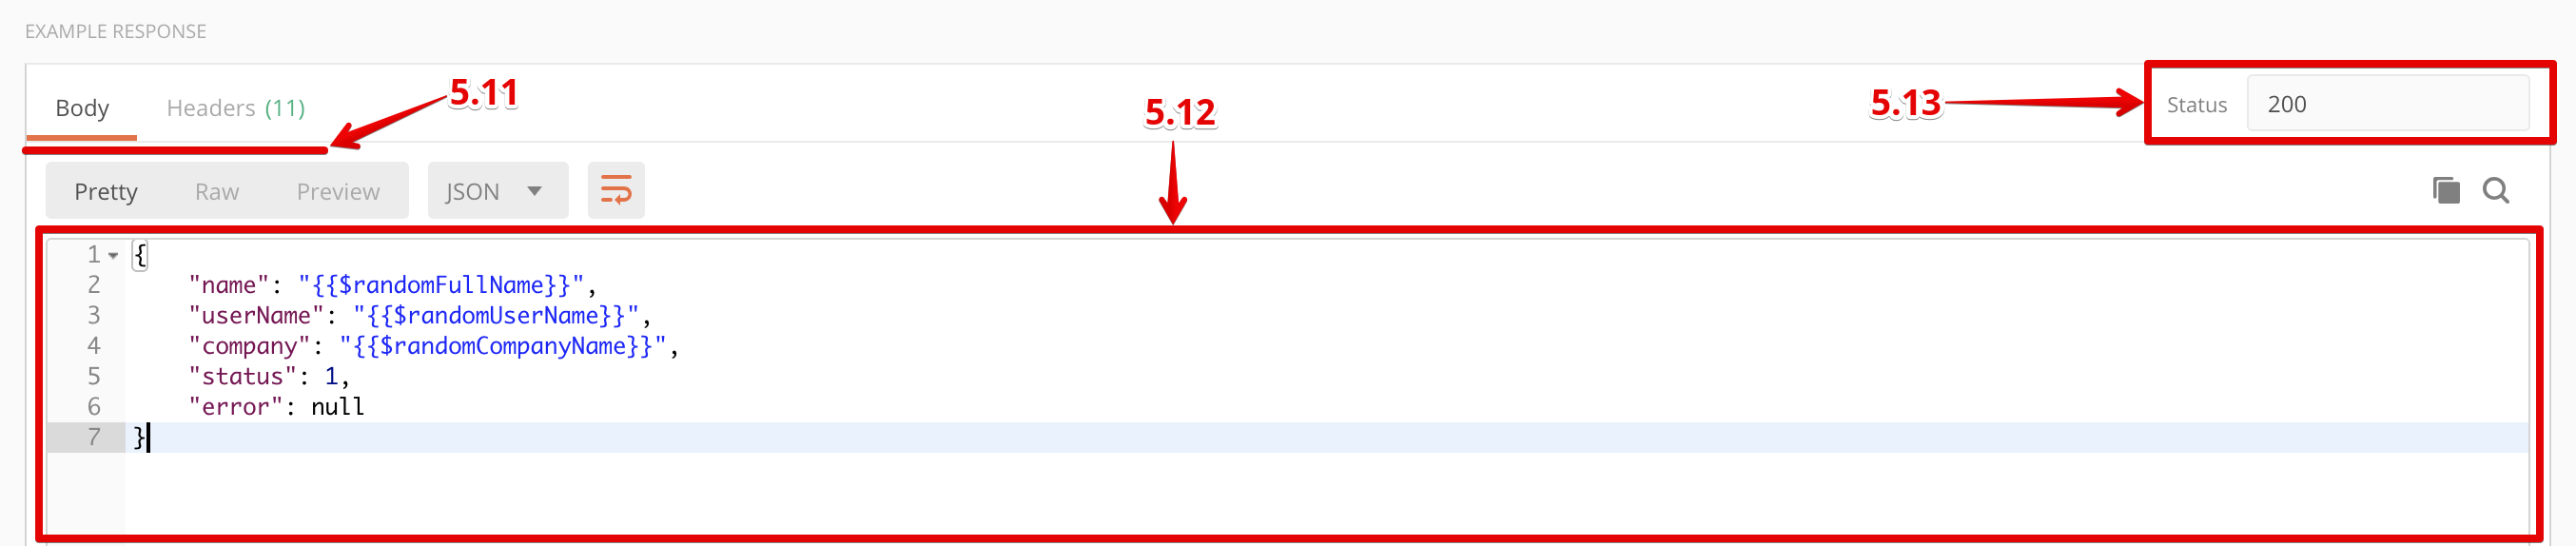 EXAMPLE RESPONSE
Body Headers (11) 5.11 5.12 5.13 Status 200
Pretty Raw Preview JSON
1 {
2 "name": "{{$randomFullName}}",
3 "userName": "{{$randomUserName}}",
4 "company": "{{$randomCompanyName}}",
5 "status": 1,
6 "error": null
7 }